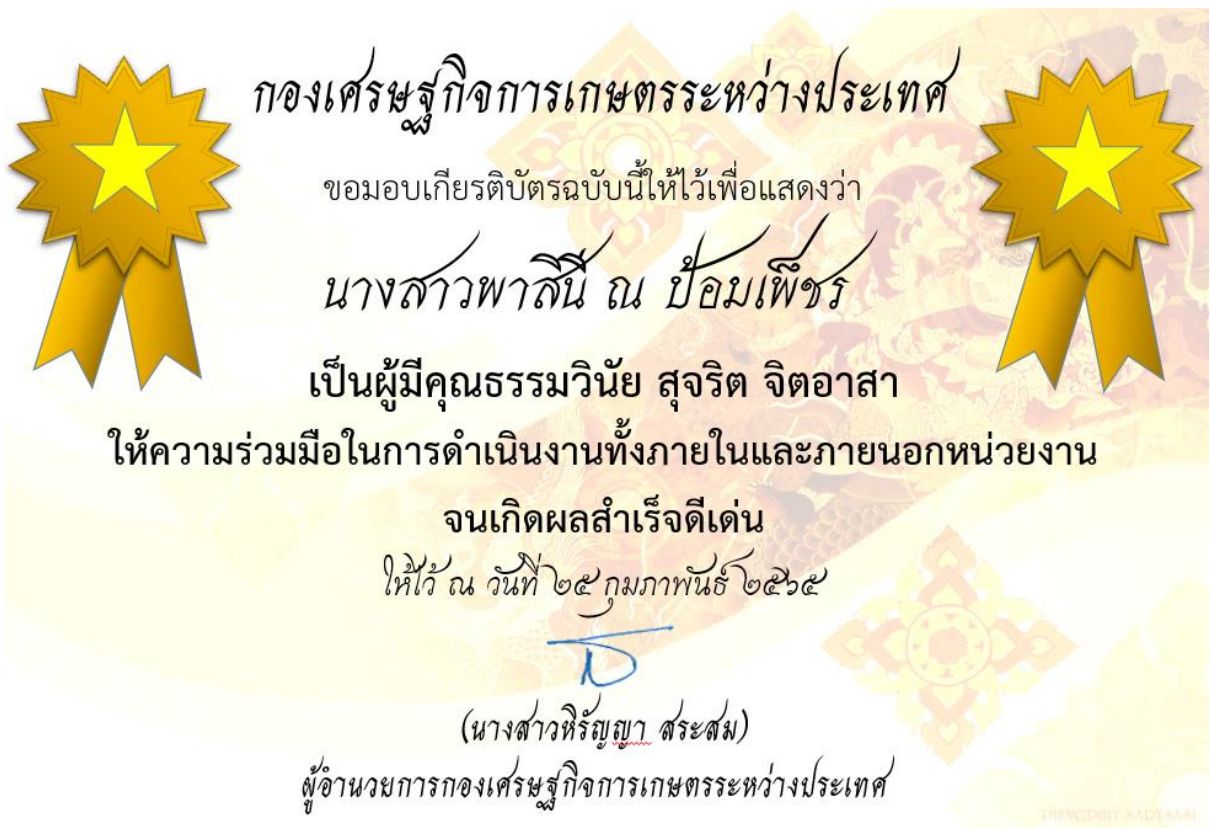 กองเศรษฐกิจการเกษตรระหว่างประเทศ
ขอมอบเกียรติบัตรฉบับนี้ให้ไว้เพื่อแสดงว่า
นางสาวพาสินี ณ ป้อมเพ็ชร
เป็นผู้มีคุณธรรมวินัย สุจริต จิตอาสา
ให้ความร่วมมือในการดำเนินงานทั้งภายในและภายนอกหน่วยงาน
จนเกิดผลสำเร็จดีเด่น
ให้ไว้ ณ วันที่ ๒๕ กุมภาพันธ์ ๒๕๖๕
(นางสาวหิรัญญา สระสม)
ผู้อำนวยการกองเศรษฐกิจการเกษตรระหว่างประเทศ